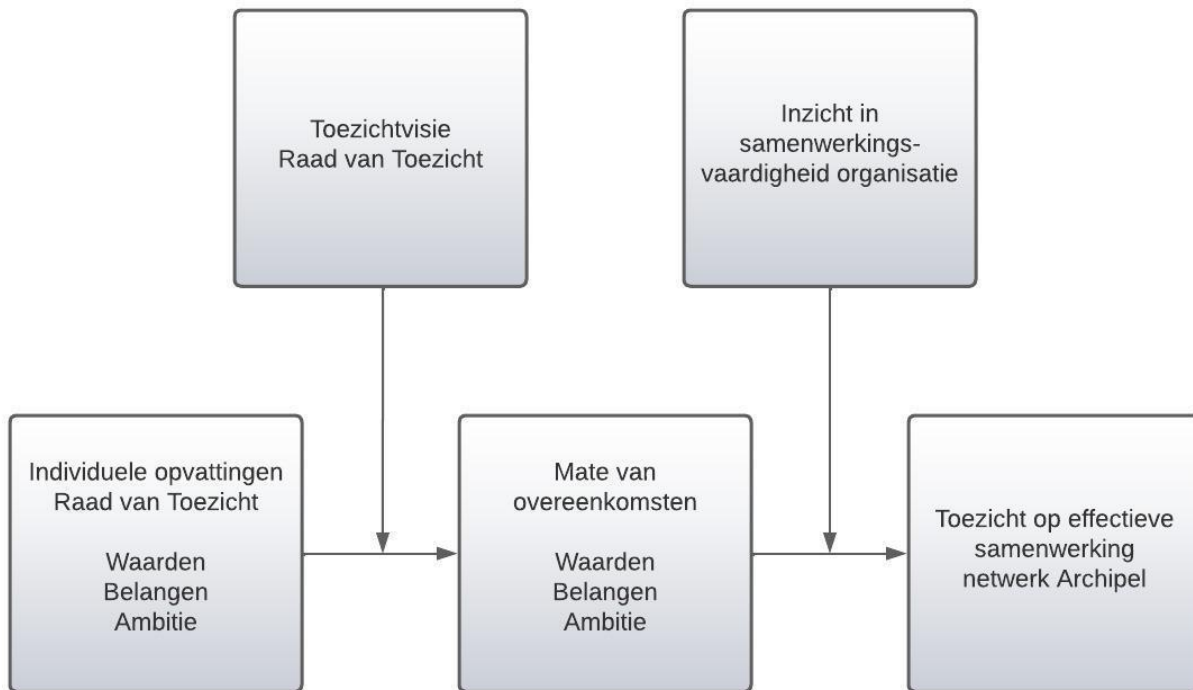 Toezichtvisie
Raad van Toezicht
Inzicht in
samenwerkings-
vaardigheid organisatie
Individuele opvattingen
Raad van Toezicht
Waarden
Belangen
Ambitie
Mate van
overeenkomsten
Waarden
Belangen
Ambitie
Toezicht op effectieve
samenwerking
netwerk Archipel